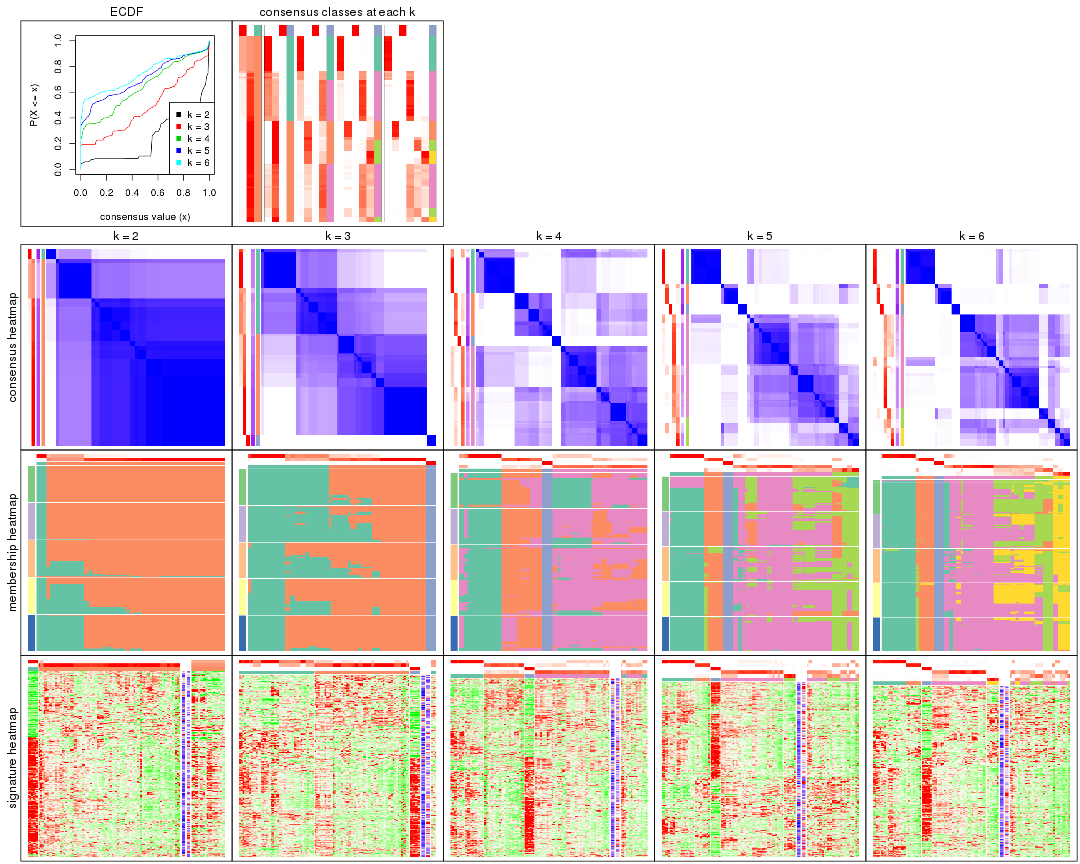 ECDF
consensus classes at each k
P(X <= x)
0.0 0.2 0.4 0.6 0.8 1.0
k = 2
k = 3
k = 4
k = 5
k = 6
0.0 0.2 0.4 0.6 0.8 1.0
consensus value (x)
k = 2
k = 3
k = 4
k = 5
k = 6
consensus heatmap
membership heatmap
signature heatmap